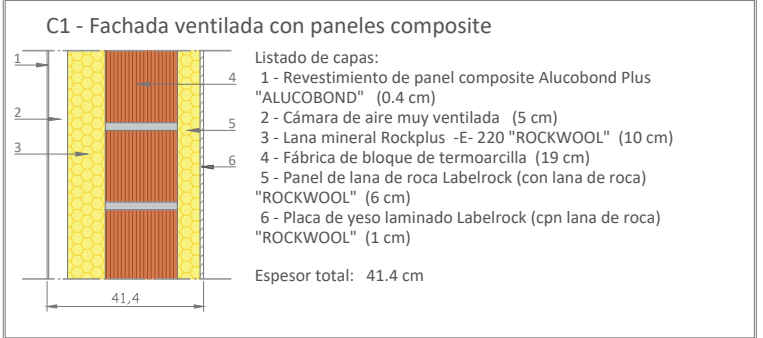 C1 - Fachada ventilada con paneles composite
Listado de capas:
1 - Revestimiento de panel composite Alucobond Plus
"ALUCOBOND" (0.4 cm)
2 - Cámara de aire muy ventilada (5 cm)
3 - Lana mineral Rockplus -E- 220 "ROCKWOOL" (10 cm)
4 - Fábrica de bloque de termoarcilla (19 cm)
5 - Panel de lana de roca Labelrock (con lana de roca)
"ROCKWOOL" (6 cm)
6 - Placa de yeso laminado Labelrock (cpn lana de roca)
"ROCKWOOL" (1 cm)
Espesor total: 41.4 cm
1
2
3
4
5
6
41,4